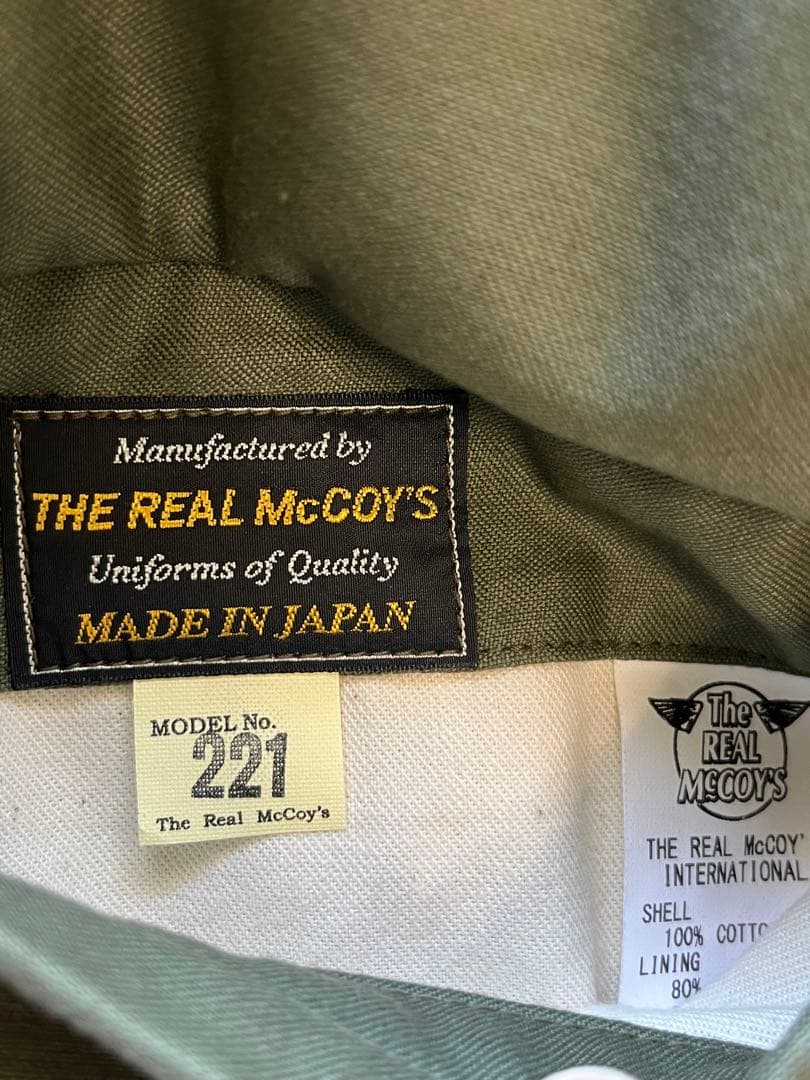 Manufactured by
THE REAL McCOY'S
Uniforms of Quality
MADE IN JAPAN
MODEL No.
221
The Real McCoy's
The
REAL
McCOY'S
THE REAL McCOY'
INTERNATIONAL
SHELL
100% COTTO
LINING
80%